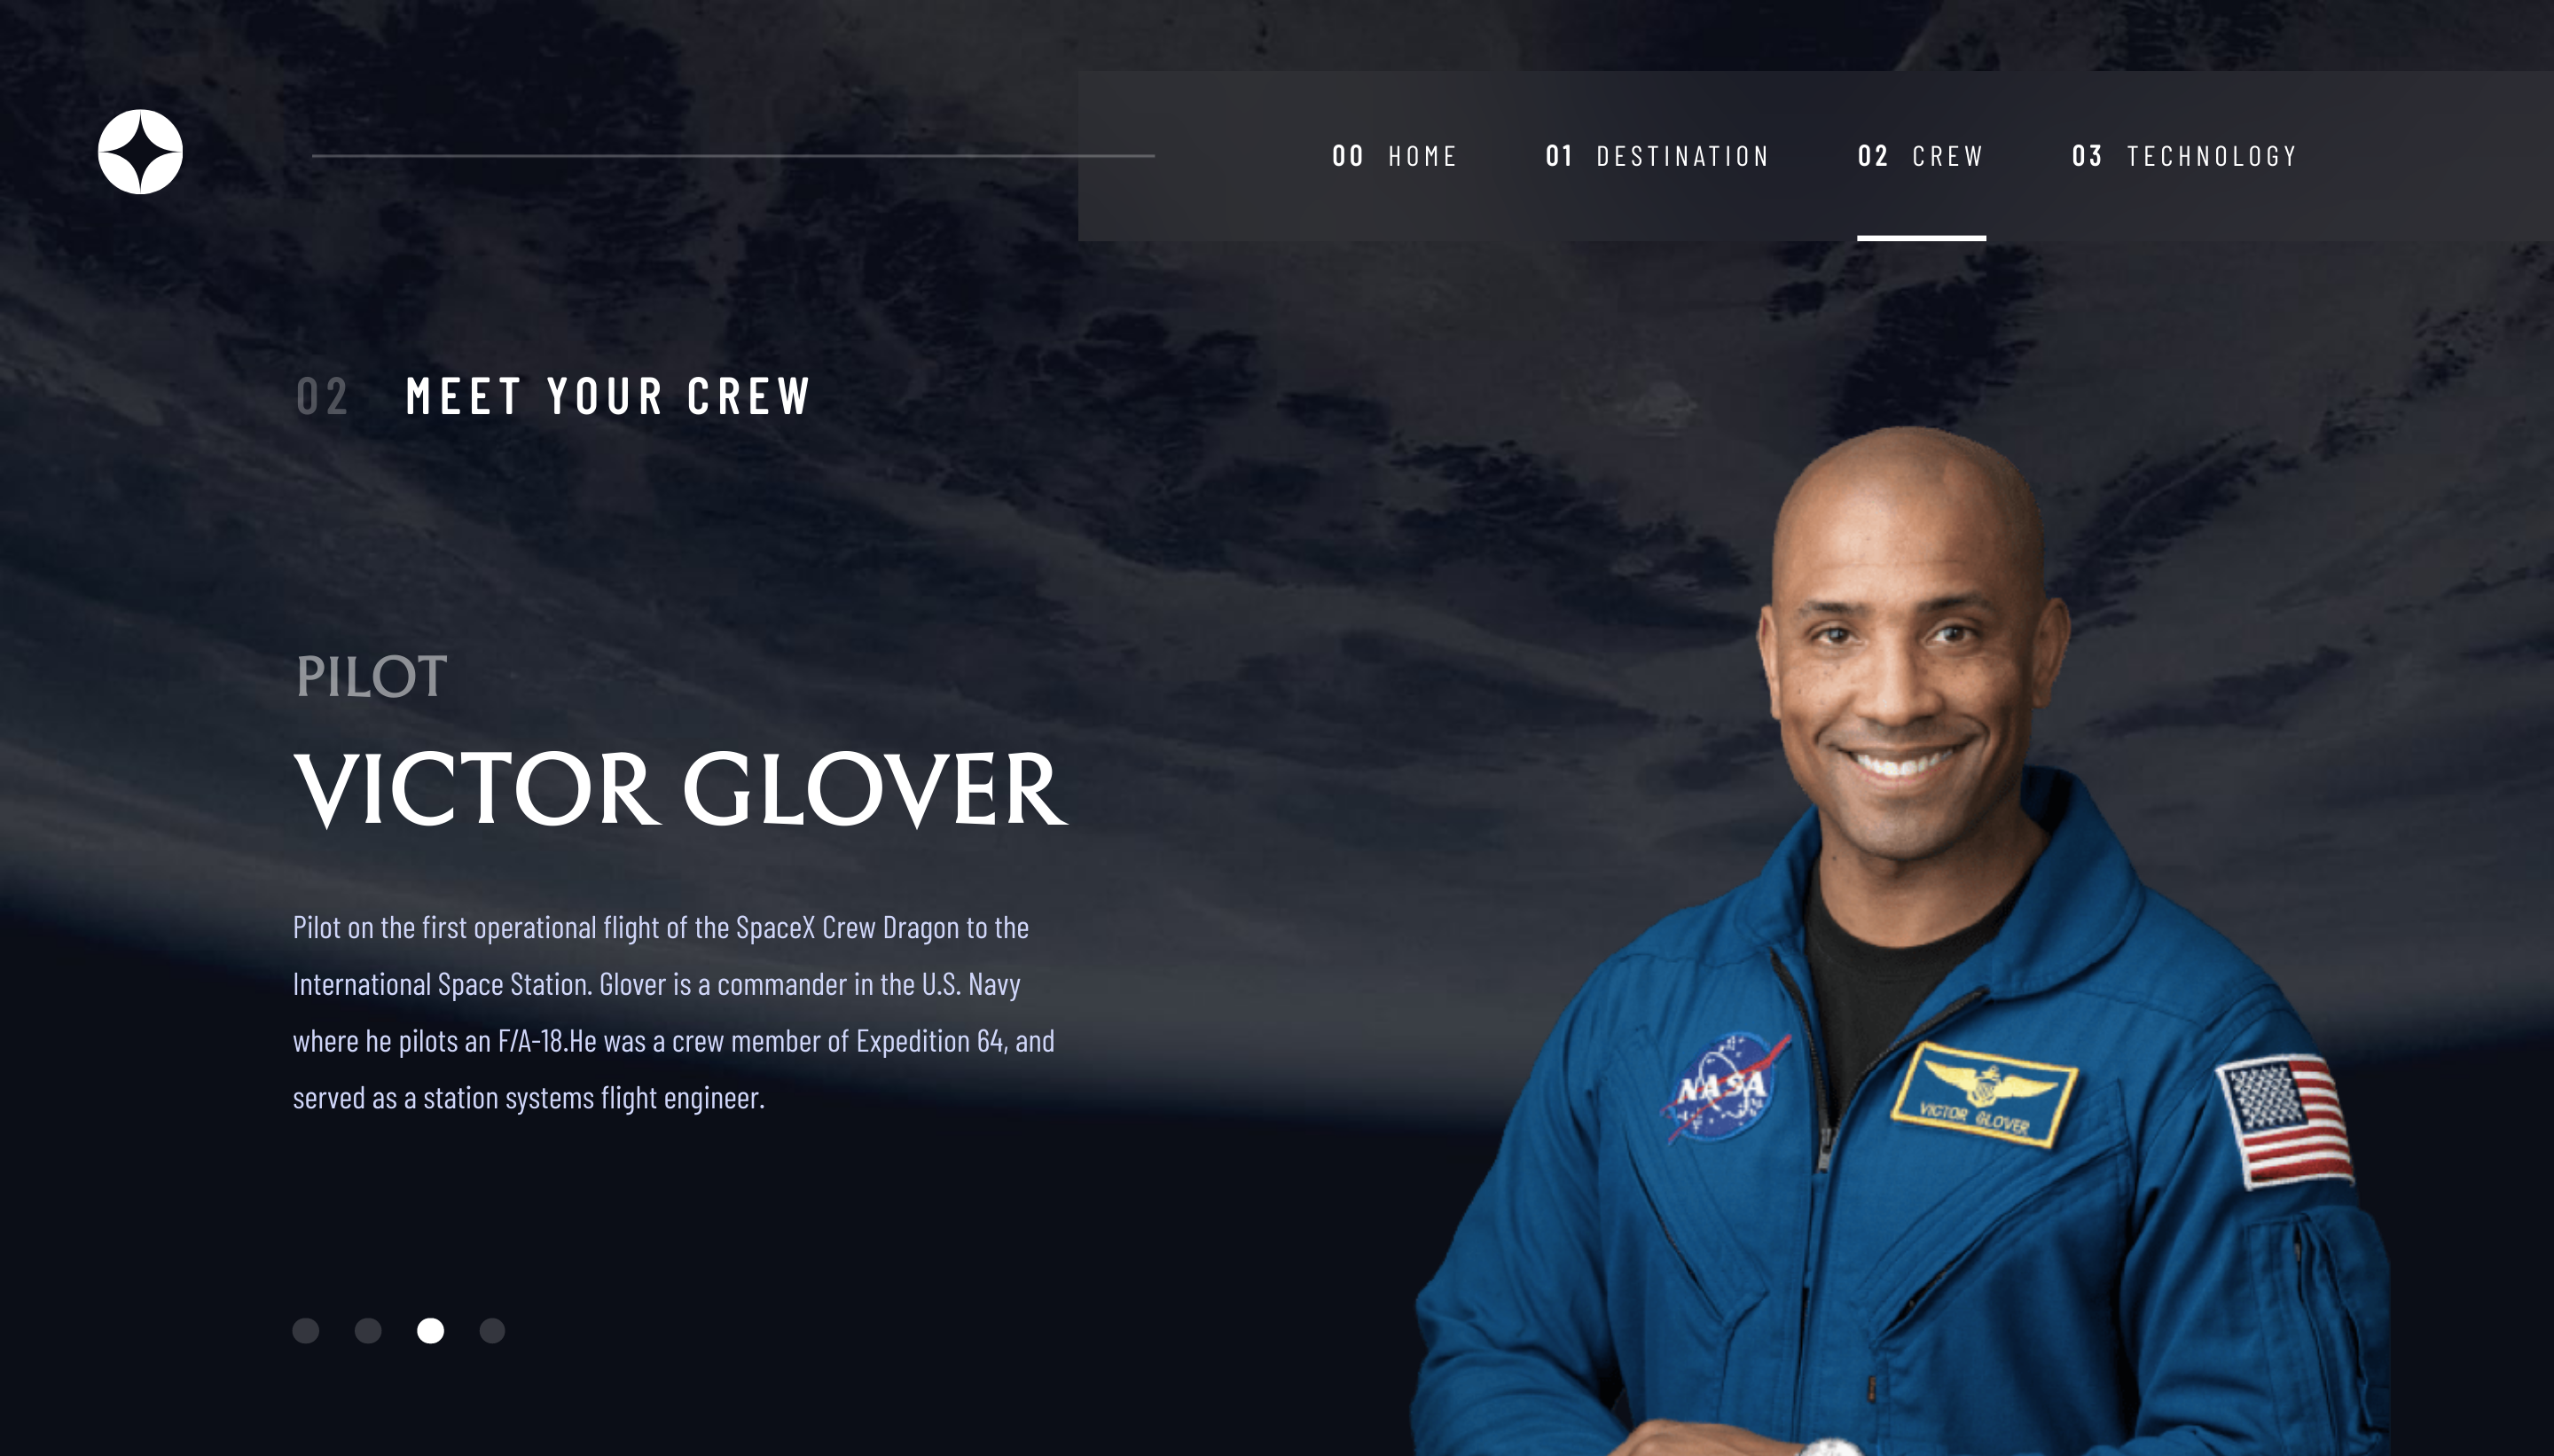 00 HOME 01 DESTINATION 02 CREW 03 TECHNOLOGY
02 MEET YOUR CREW
PILOT
VICTOR GLOVER
Pilot on the first operational flight of the SpaceX Crew Dragon to the
International Space Station. Glover is a commander in the U.S. Navy
where he pilots an F/A-18.He was a crew member of Expedition 64, and
served as a station systems flight engineer.
NASA
VICTOR GLOVER